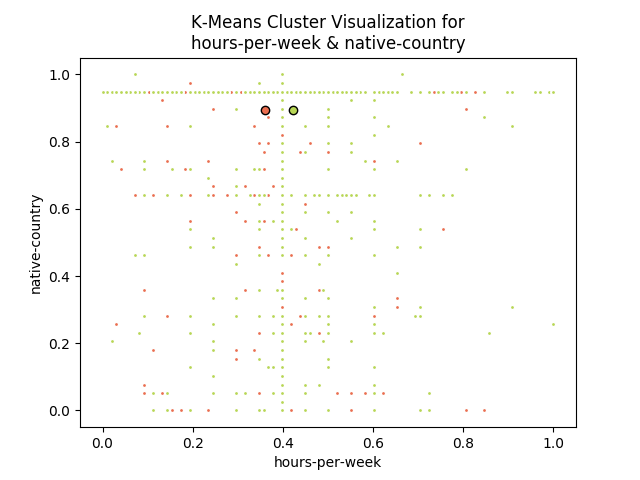 K-Means Cluster Visualization for
hours-per-week & native-country
1.0
0.8
0.6
0.4
0.2
0.0
native-country
0.0 0.2 0.4 0.6 0.8 1.0
hours-per-week